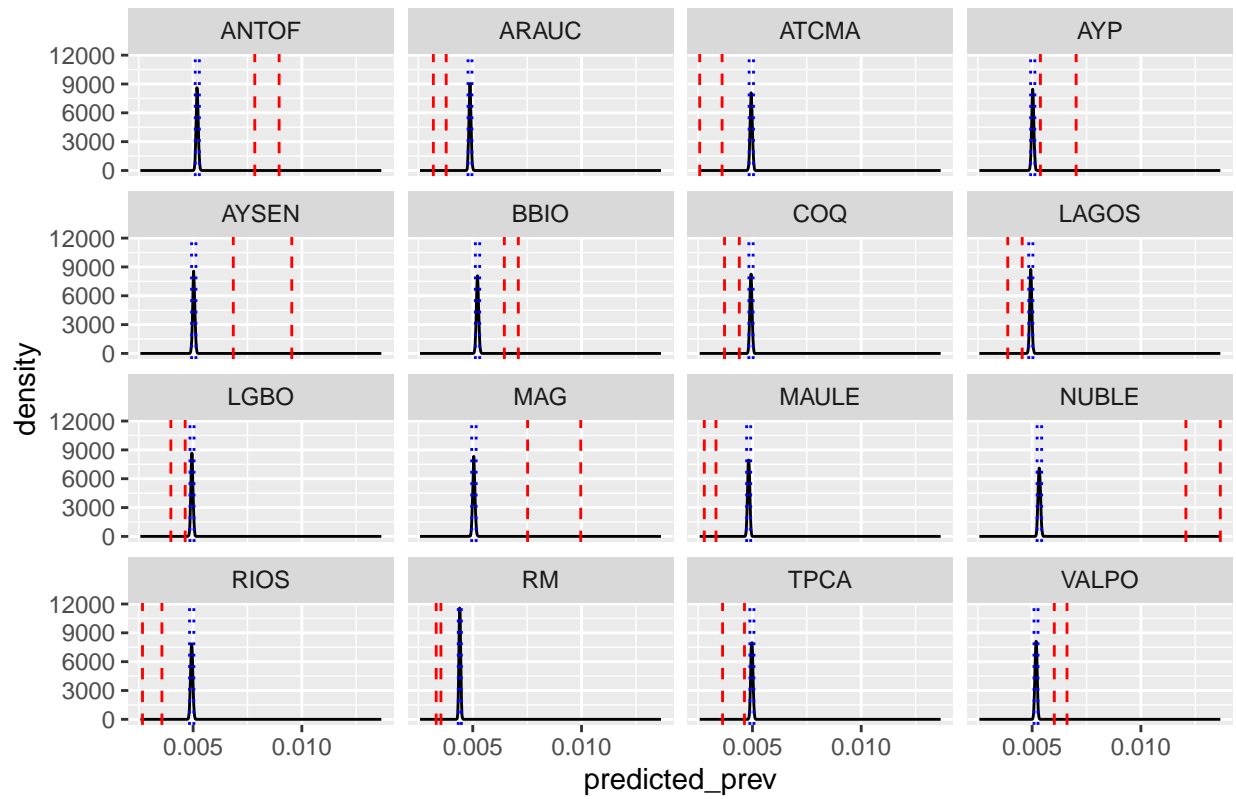 ANTOF ARAUC ATCMA AYP
12000
9000
6000
3000
0
AYSEN BBIO COQ LAGOS
12000
9000
6000
3000
0
density
LGBO MAG MAULE NUBLE
12000
9000
6000
3000
0
RIOS RM TPCA VALPO
12000
9000
6000
3000
0
0.005 0.010 0.005 0.010 0.005 0.010 0.005 0.010
predicted_prev